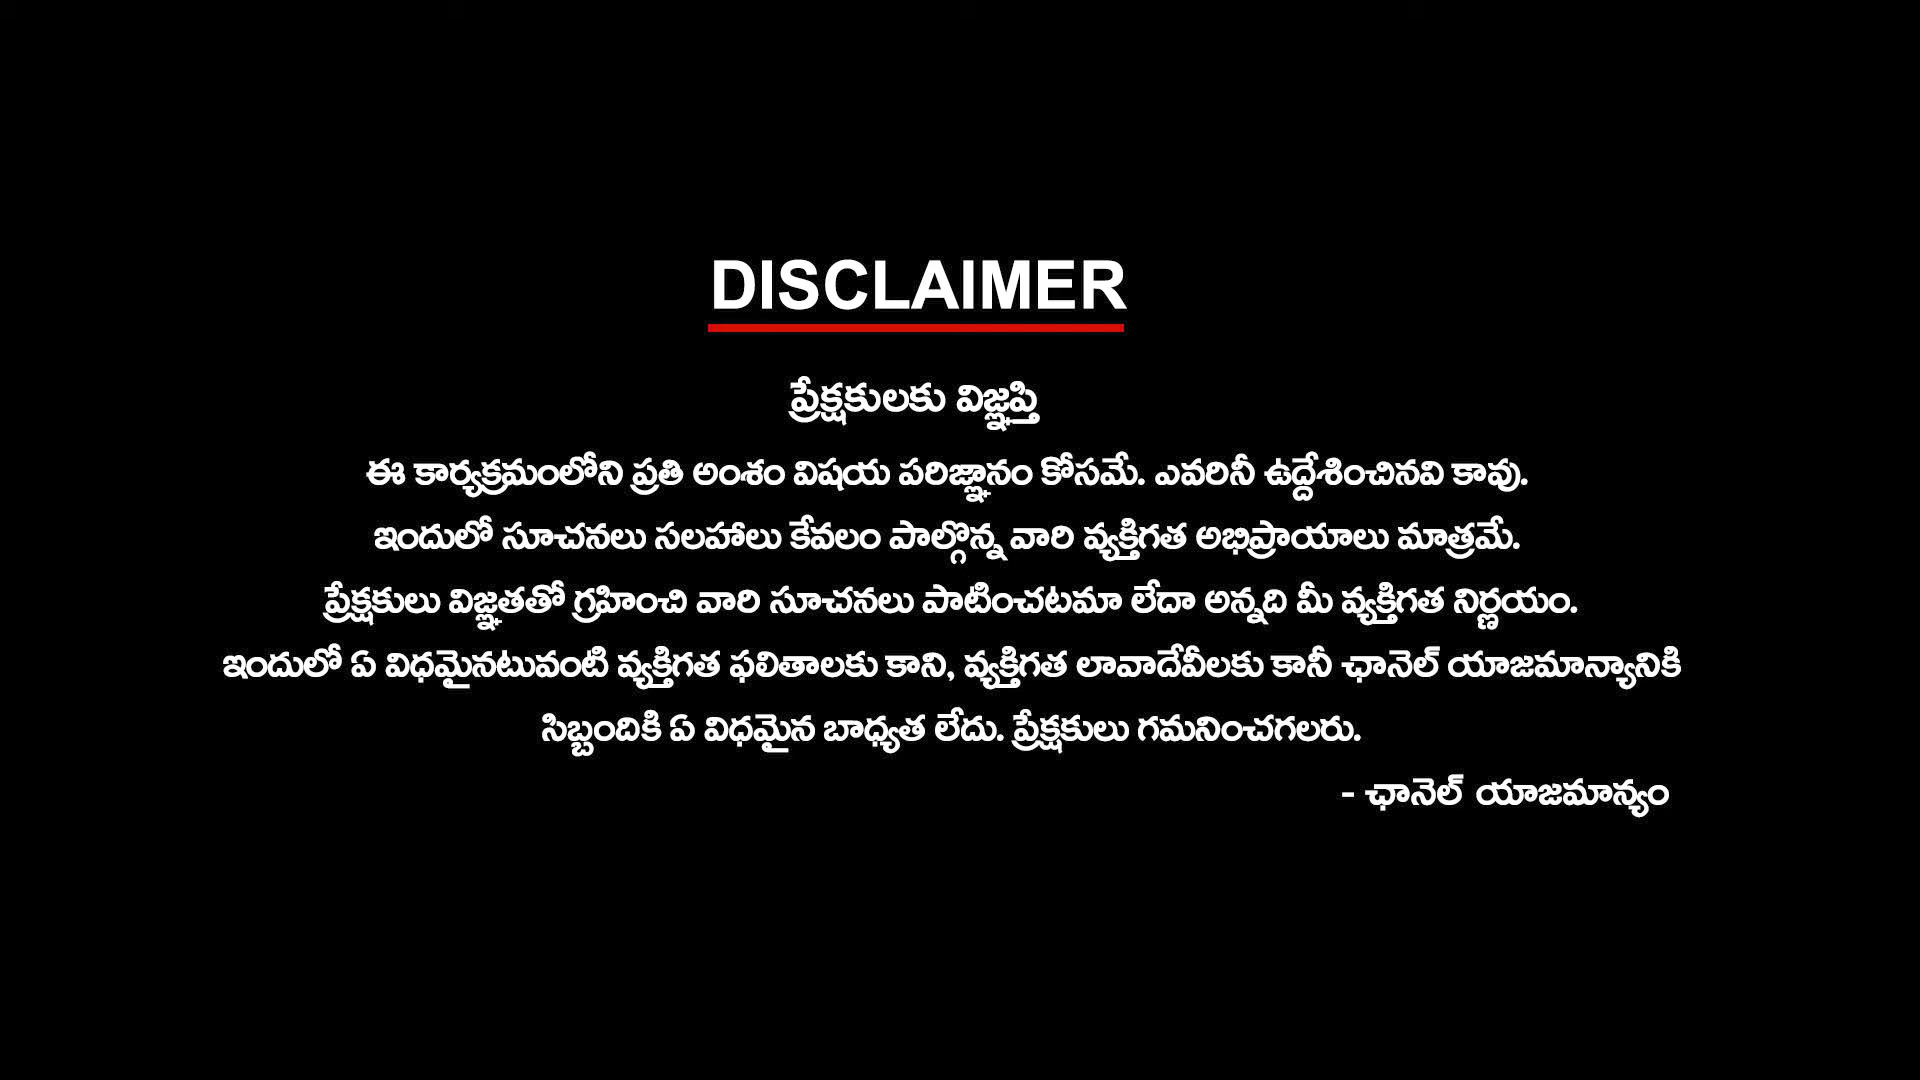 DISCLAIMER
ప్రేక్షకులకు విజ్ఞప్తి
ఈ కార్యక్రమంలోని ప్రతి అంశం విషయ పరిజ్ఞానం కోసమే. ఎవరినీ ఉద్దేశించినవి కావు.
ఇందులో సూచనలు సలహాలు కేవలం పాల్గొన్న వారి వ్యక్తిగత అభిప్రాయాలు మాత్రమే.
ప్రేక్షకులు విజ్ఞతతో గ్రహించి వారి సూచనలు పాటించటమా లేదా అన్నది మీ వ్యక్తిగత నిర్ణయం.
ఇందులో ఏ విధమైనటువంటి వ్యక్తిగత ఫలితాలకు కాని, వ్యక్తిగత లావాదేవీలకు కానీ ఛానెల్ యాజమాన్యానికి
సిబ్బందికి ఏ విధమైన బాధ్యత లేదు. ప్రేక్షకులు గమనించగలరు.
- ఛానెల్ యాజమాన్యం